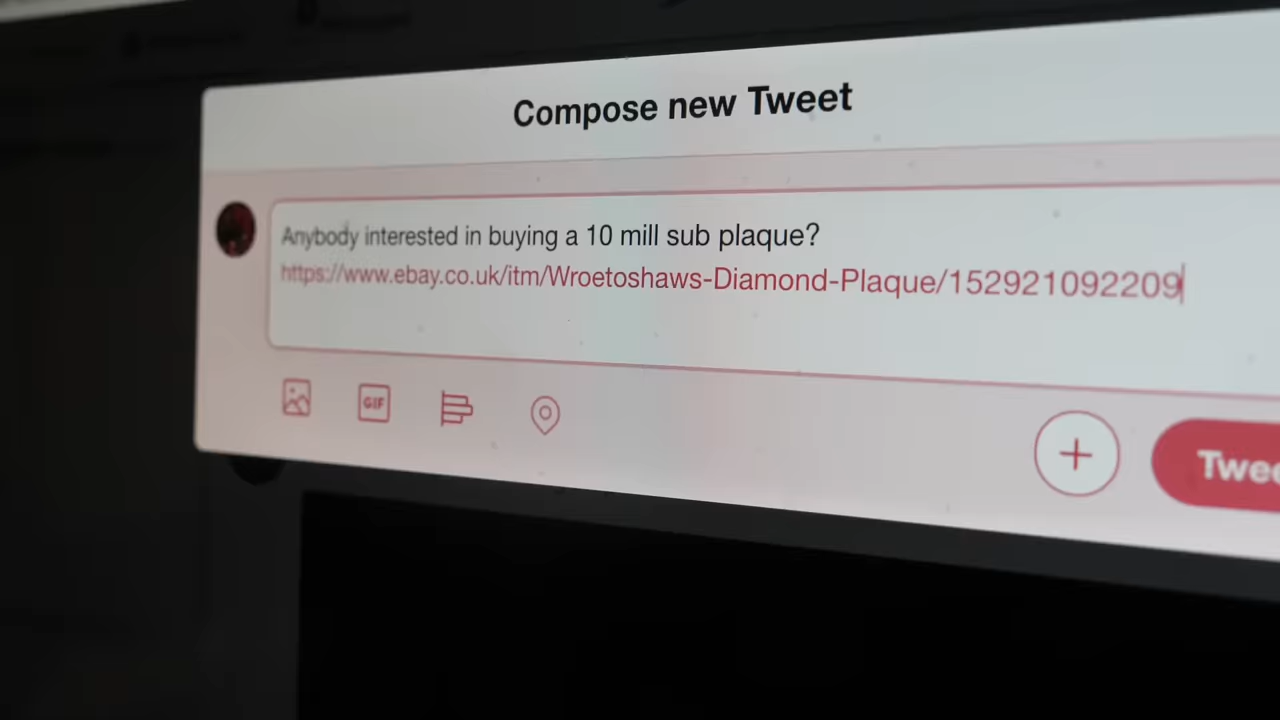 Compose new Tweet
Anybody interested in buying a 10 mill sub plaque?
https://www.ebay.co.uk/itm/Wroetoshaws-Diamond-Plaque/152921092209
GIF
Twee